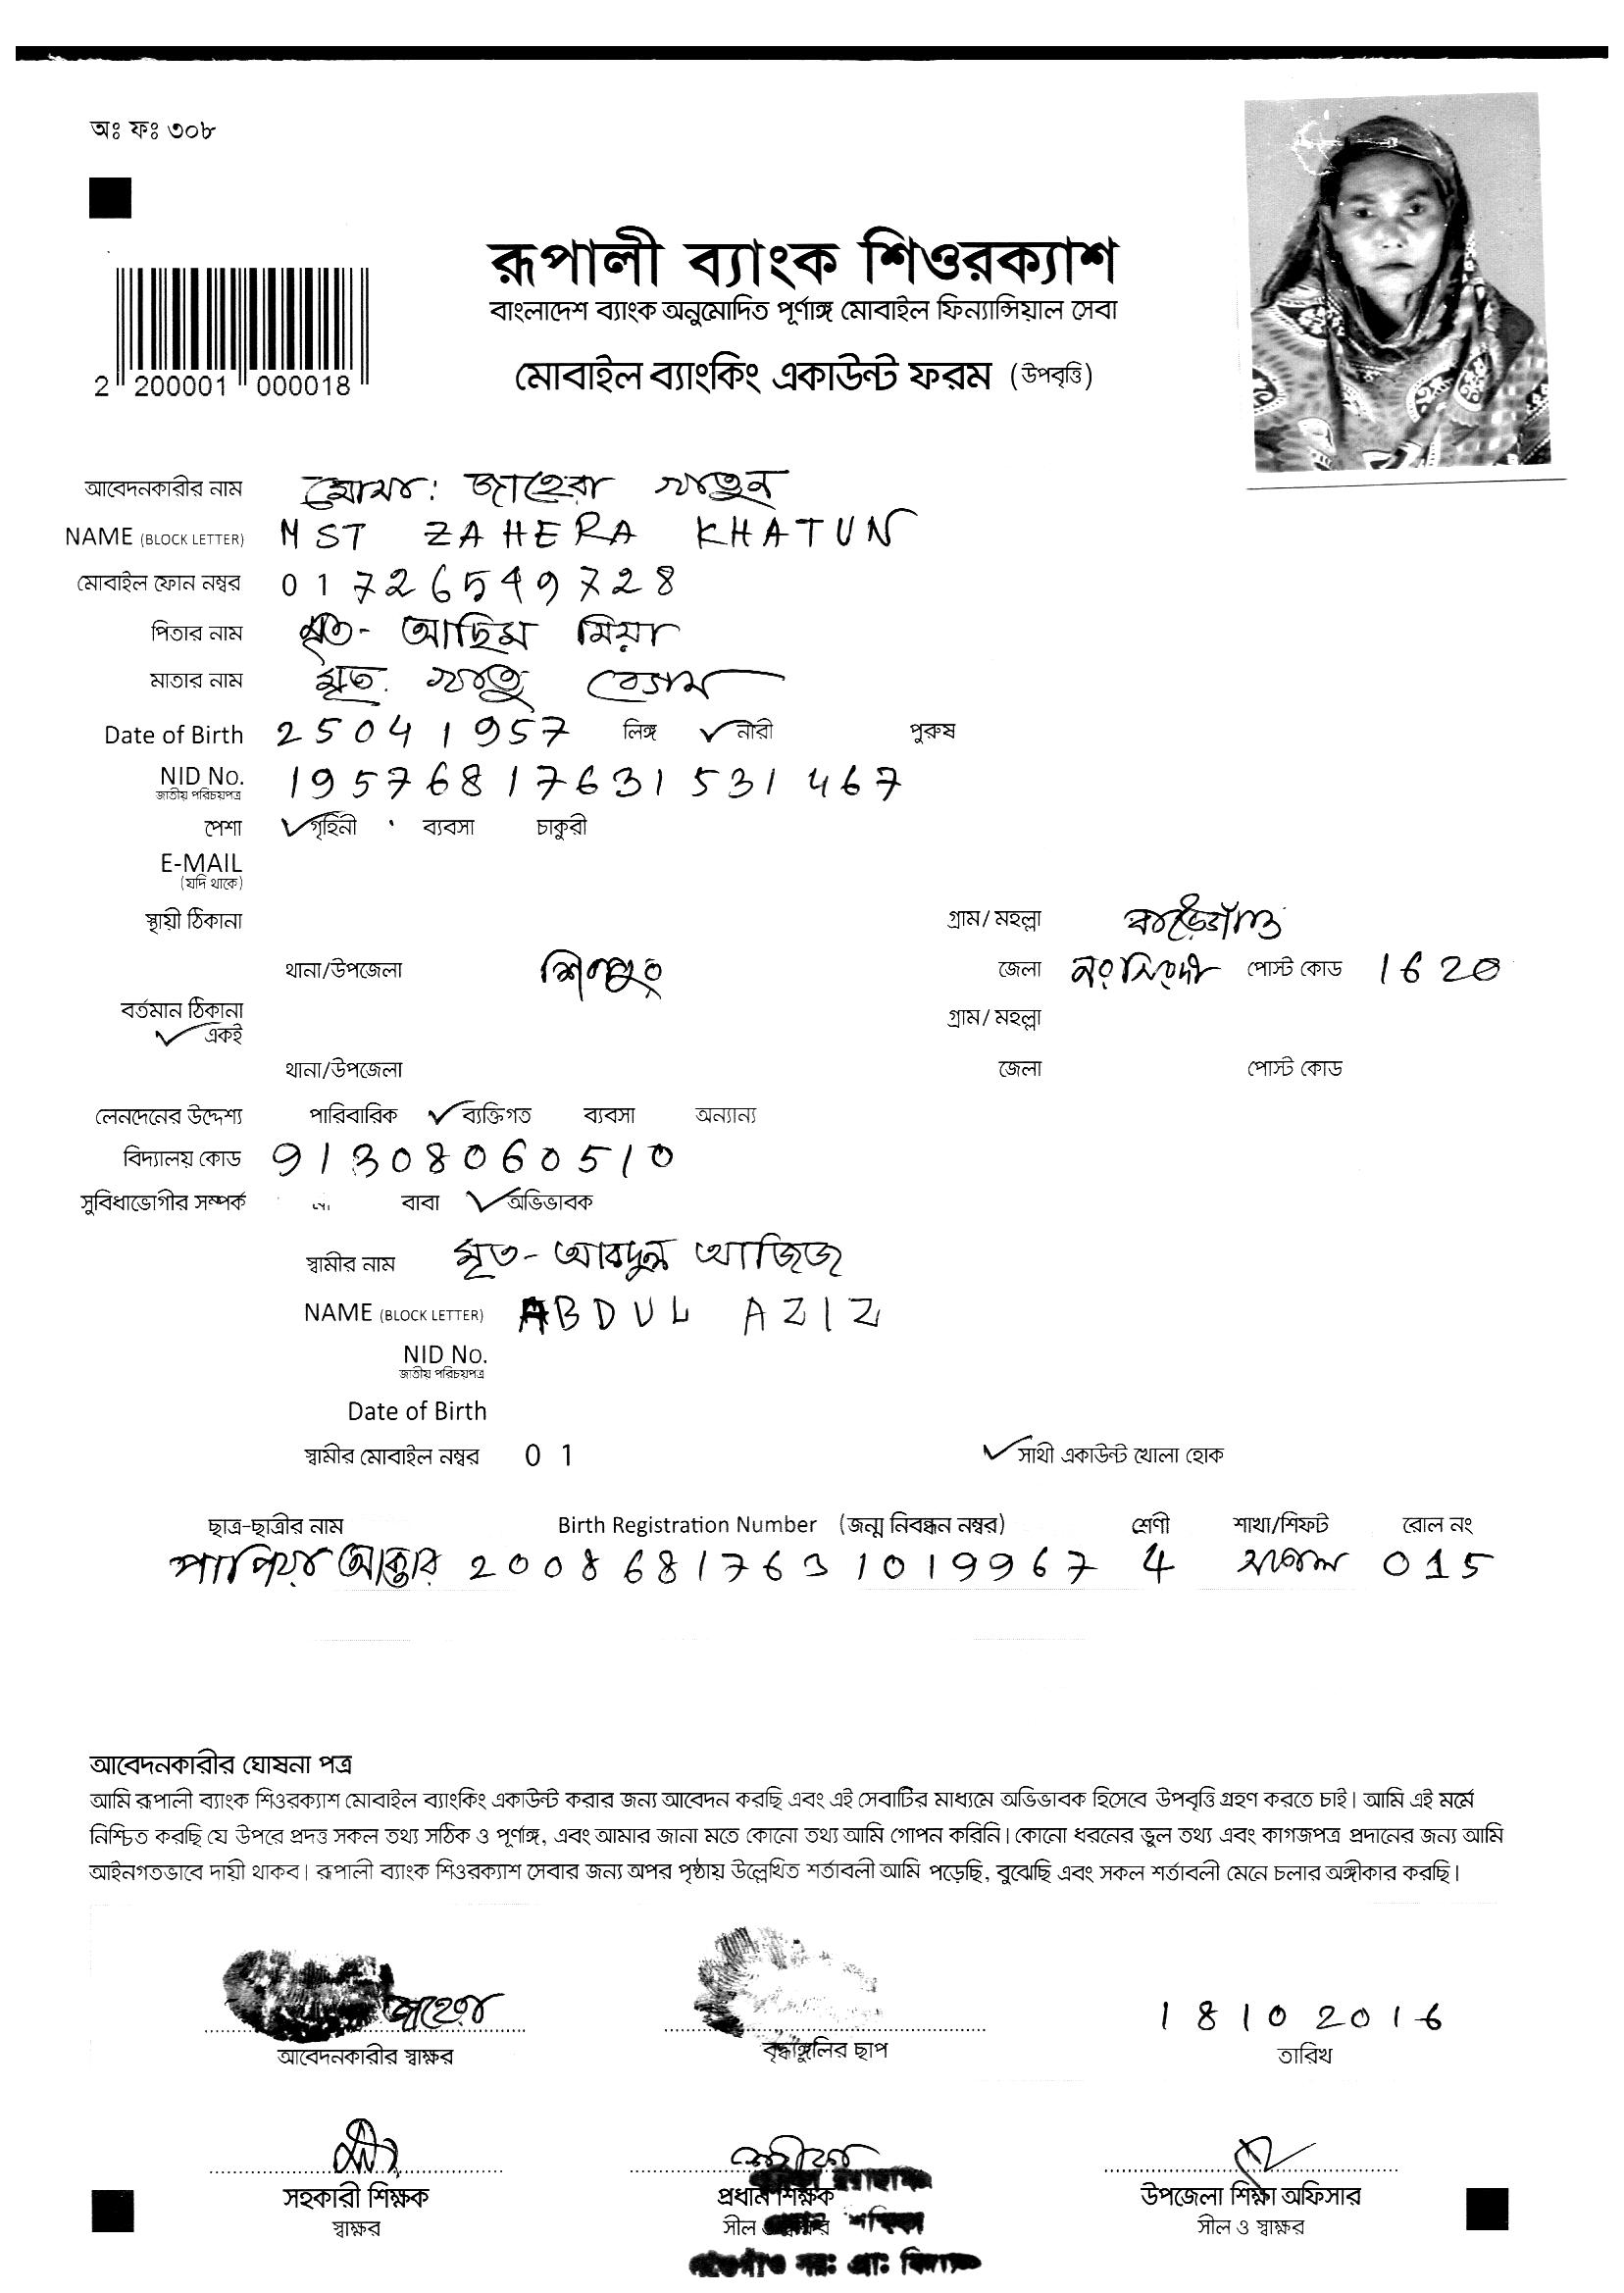 অঃ ফঃ ৩০৮
রূপালী ব্যাংক শিওরক্যাশ
বাংলাদেশ ব্যাংক অনুমোদিত পূর্ণাঙ্গ মোবাইল ফিন্যান্সিয়াল সেবা
2 200001 000018
মোবাইল ব্যাংকিং একাউন্ট ফরম (উপবৃত্তি)
আবেদনকারীর নাম মোসা: জাহেরা খাতুন
NAME (BLOCK LETTER) MST ZAHERA KHATUN
মোবাইল ফোন নম্বর 01726549728
পিতার নাম মৃত- আছিম মিয়া
মাতার নাম মৃত. খাতু বেগম
Date of Birth 25041957 লিঙ্গ ✓ নারী পুরুষ
NID No. 19576817631531467
জাতীয় পরিচয়পত্র
পেশা ✓ গৃহিনী ব্যবসা চাকুরী
E-MAIL
(যদি থাকে)
স্থায়ী ঠিকানা গ্রাম/ মহল্লা
থানা/উপজেলা শিবপুর জেলা নরসিংদী পোস্ট কোড 1620
বর্তমান ঠিকানা গ্রাম/ মহল্লা
✓ একই
থানা/উপজেলা জেলা পোস্ট কোড
লেনদেনের উদ্দেশ্য পারিবারিক ✓ ব্যক্তিগত ব্যবসা অন্যান্য
বিদ্যালয় কোড 91308060510
সুবিধাভোগীর সম্পর্ক বাবা ✓ অভিভাবক
স্বামীর নাম মৃত- আবদুল আজিজ
NAME (BLOCK LETTER) ABDUL AZIZ
NID No.
জাতীয় পরিচয়পত্র
Date of Birth
স্বামীর মোবাইল নম্বর 01 ✓ সাথী একাউন্ট খোলা হোক
ছাত্র-ছাত্রীর নাম Birth Registration Number (জন্ম নিবন্ধন নম্বর) শ্রেণী শাখা/শিফট রোল নং
পাপিয়া আক্তার 20086817631019967 4 015
আবেদনকারীর ঘোষনা পত্র
আমি রূপালী ব্যাংক শিওরক্যাশ মোবাইল ব্যাংকিং একাউন্ট করার জন্য আবেদন করছি এবং এই সেবাটির মাধ্যমে অভিভাবক হিসেবে উপবৃত্তি গ্রহণ করতে চাই। আমি এই মর্মে
নিশ্চিত করছি যে উপরে প্রদত্ত সকল তথ্য সঠিক ও পূর্ণাঙ্গ, এবং আমার জানা মতে কোনো তথ্য আমি গোপন করিনি। কোনো ধরনের ভুল তথ্য এবং কাগজপত্র প্রদানের জন্য আমি
আইনগতভাবে দায়ী থাকব। রূপালী ব্যাংক শিওরক্যাশ সেবার জন্য অপর পৃষ্ঠায় উল্লেখিত শর্তাবলী আমি পড়েছি, বুঝেছি এবং সকল শর্তাবলী মেনে চলার অঙ্গীকার করছি।
জাহেরা 18102016
আবেদনকারীর স্বাক্ষর বৃদ্ধাঙ্গুলির ছাপ তারিখ
সহকারী শিক্ষক প্রধান শিক্ষক উপজেলা শিক্ষা অফিসার
স্বাক্ষর সীল ও স্বাক্ষর সীল ও স্বাক্ষর